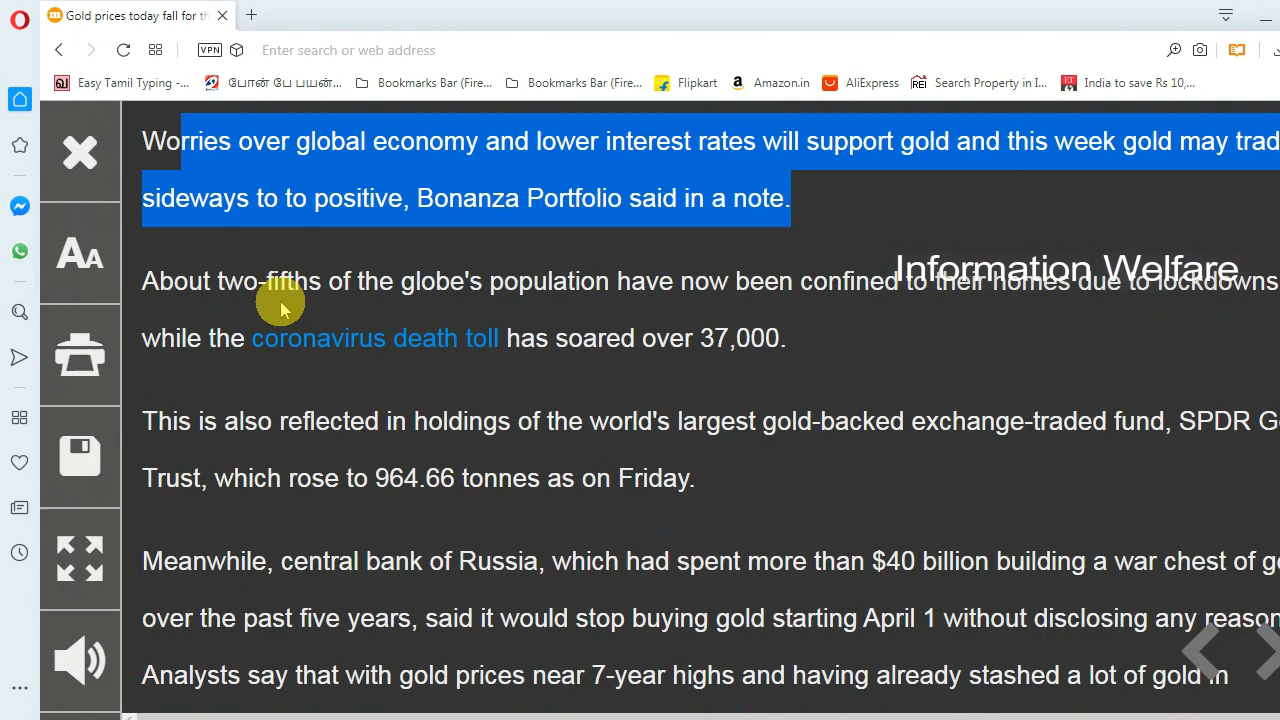 Gold prices today fall for th
VPN
Enter search or web address
Easy Tamil Typing -...
போன் பே பயன்...
Bookmarks Bar (Fire...
Bookmarks Bar (Fire...
Flipkart
Amazon.in
AliExpress
Search Property in I...
India to save Rs 10,...
Worries over global economy and lower interest rates will support gold and this week gold may trad
sideways to to positive, Bonanza Portfolio said in a note.
Information Welfare
About two-fifths of the globe's population have now been confined to their homes due to lockdowns
while the coronavirus death toll has soared over 37,000.
This is also reflected in holdings of the world's largest gold-backed exchange-traded fund, SPDR G
Trust, which rose to 964.66 tonnes as on Friday.
AA
Meanwhile, central bank of Russia, which had spent more than $40 billion building a war chest of g
over the past five years, said it would stop buying gold starting April 1 without disclosing any reason
Analysts say that with gold prices near 7-year highs and having already stashed a lot of gold in